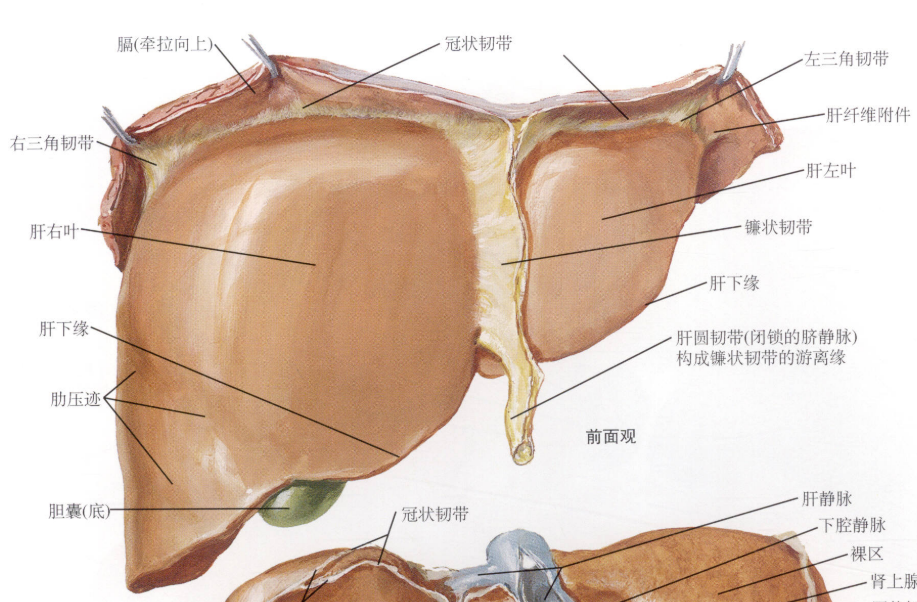 膈(牵拉向上)
冠状韧带
左三角韧带
肝纤维附件
右三角韧带
肝左叶
肝右叶
镰状韧带
肝下缘
肝下缘
肝圆韧带(闭锁的脐静脉)
构成镰状韧带的游离缘
肋压迹
前面观
胆囊(底)
冠状韧带
肝静脉
下腔静脉
裸区
肾上腺